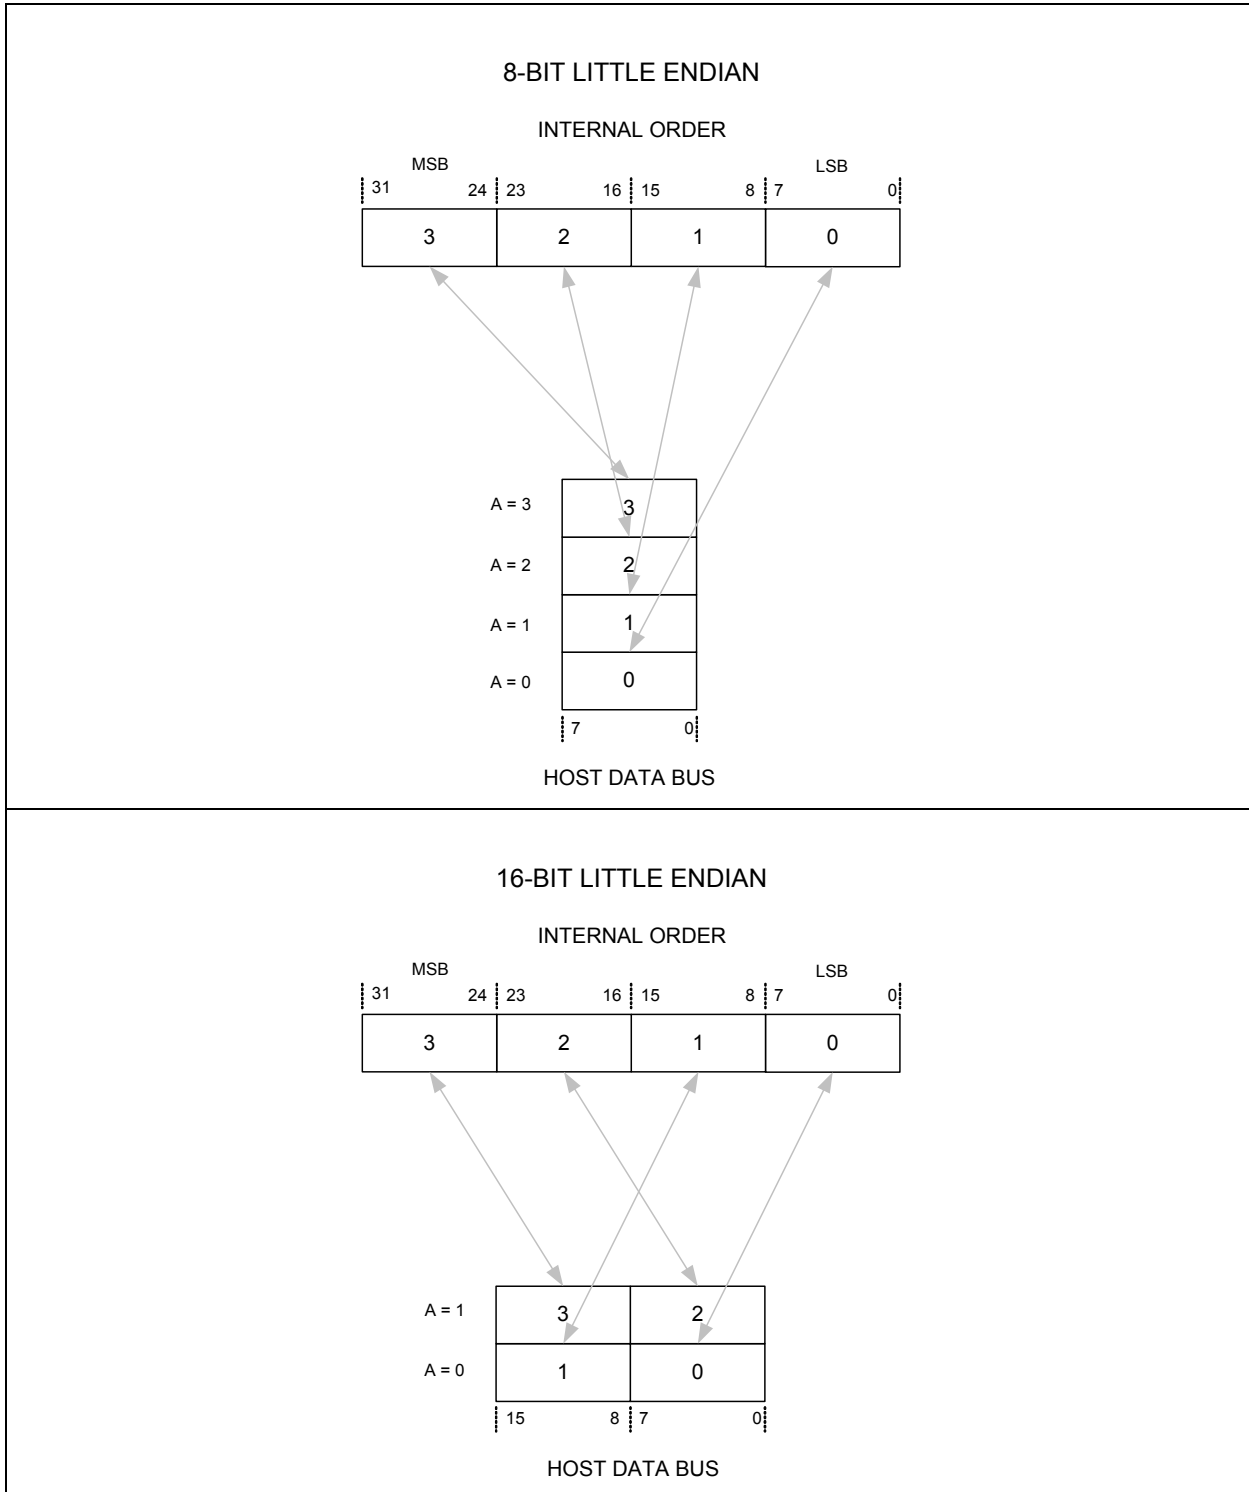 8-BIT LITTLE ENDIAN
INTERNAL ORDER
MSB LSB
31 24 23 16 15 8 7 0
3 2 1 0
A = 3 3
A = 2 2
A = 1 1
A = 0 0
7 0
HOST DATA BUS
16-BIT LITTLE ENDIAN
INTERNAL ORDER
MSB LSB
31 24 23 16 15 8 7 0
3 2 1 0
A = 1 3 2
A = 0 1 0
15 8 7 0
HOST DATA BUS